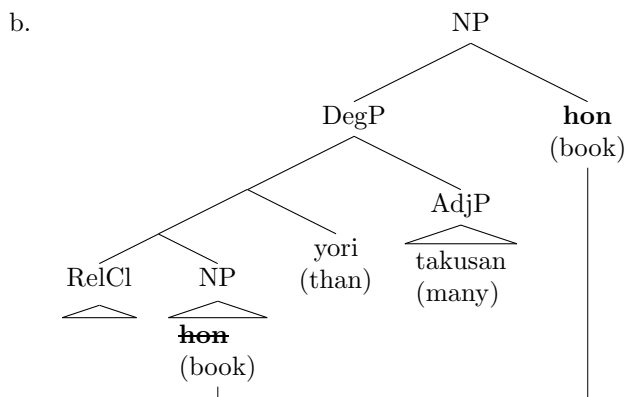 b.
NP
DegP
hon
(book)
AdjP
yori
(than)
takusan
(many)
RelCl
NP
hon
(book)